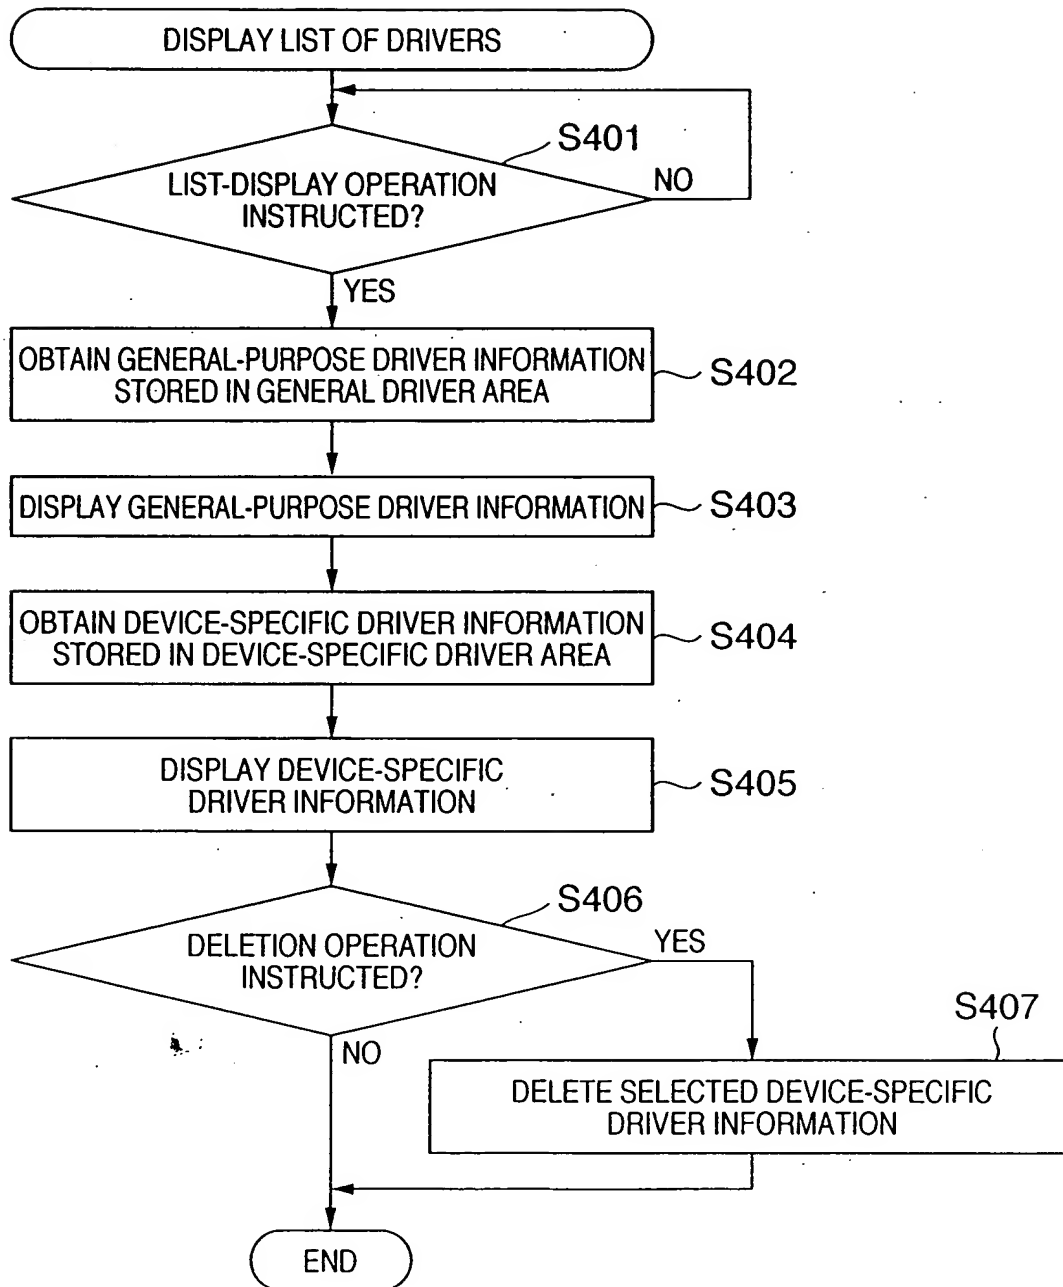 DISPLAY LIST OF DRIVERS
S401
LIST-DISPLAY OPERATION
INSTRUCTED?
NO
YES
OBTAIN GENERAL-PURPOSE DRIVER INFORMATION
STORED IN GENERAL DRIVER AREA
S402
DISPLAY GENERAL-PURPOSE DRIVER INFORMATION
S403
OBTAIN DEVICE-SPECIFIC DRIVER INFORMATION
STORED IN DEVICE-SPECIFIC DRIVER AREA
S404
DISPLAY DEVICE-SPECIFIC
DRIVER INFORMATION
S405
S406
DELETION OPERATION
INSTRUCTED?
YES
NO
S407
DELETE SELECTED DEVICE-SPECIFIC
DRIVER INFORMATION
END